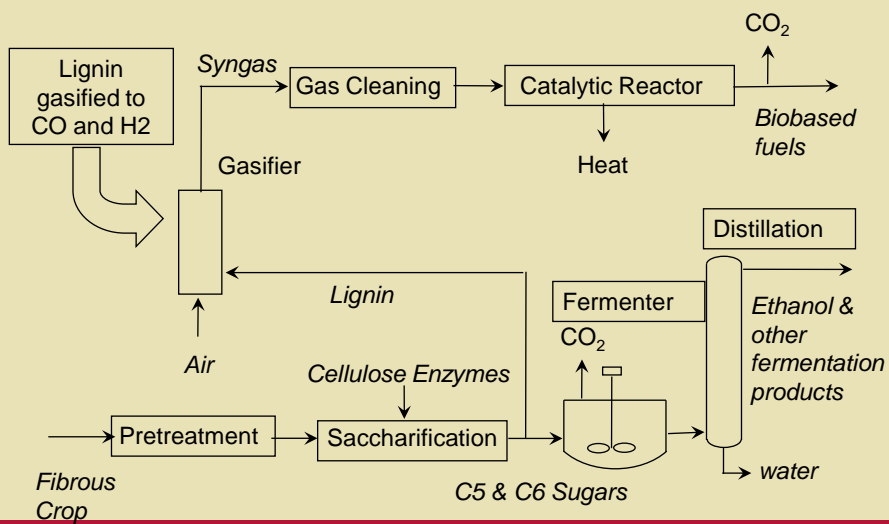 CO₂
Lignin
gasified to
CO and H2
Syngas
Gas Cleaning
Catalytic Reactor
Biobased
fuels
Heat
Gasifier
Distillation
Lignin
Fermenter
Ethanol &
other
fermentation
products
CO₂
Air
Cellulose Enzymes
Pretreatment
Saccharification
water
Fibrous
Crop
C5 & C6 Sugars